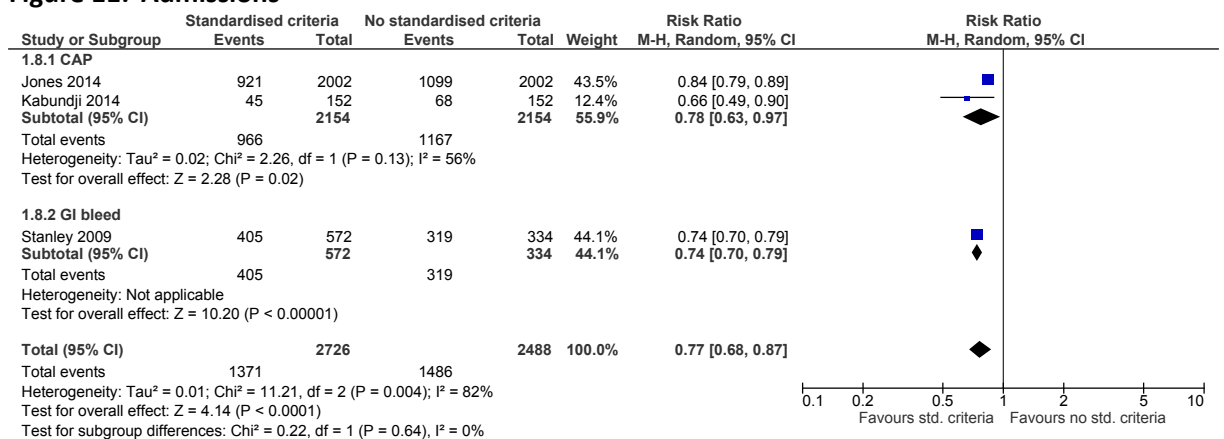 Figure 117 Admissions
Standardised criteria No standardised criteria Risk Ratio Risk Ratio
Study or Subgroup Events Total Events Total Weight M-H, Random, 95% CI M-H, Random, 95% CI
1.8.1 CAP
Jones 2014 921 2002 1099 2002 43.5% 0.84 [0.79, 0.89]
Kabundji 2014 45 152 68 152 12.4% 0.66 [0.49, 0.90]
Subtotal (95% CI) 2154 2154 55.9% 0.78 [0.63, 0.97]
Total events 966 1167
Heterogeneity: Tau² = 0.02; Chi² = 2.26, df = 1 (P = 0.13); I² = 56%
Test for overall effect: Z = 2.28 (P = 0.02)
1.8.2 GI bleed
Stanley 2009 405 572 319 334 44.1% 0.74 [0.70, 0.79]
Subtotal (95% CI) 572 334 44.1% 0.74 [0.70, 0.79]
Total events 405 319
Heterogeneity: Not applicable
Test for overall effect: Z = 10.20 (P < 0.00001)
Total (95% CI) 2726 2488 100.0% 0.77 [0.68, 0.87]
Total events 1371 1486
Heterogeneity: Tau² = 0.01; Chi² = 11.21, df = 2 (P = 0.004); I² = 82%
Test for overall effect: Z = 4.14 (P < 0.0001)
Test for subgroup differences: Chi² = 0.22, df = 1 (P = 0.64), I² = 0%
0.1 0.2 0.5 1 2 5 10
Favours std. criteria Favours no std. criteria